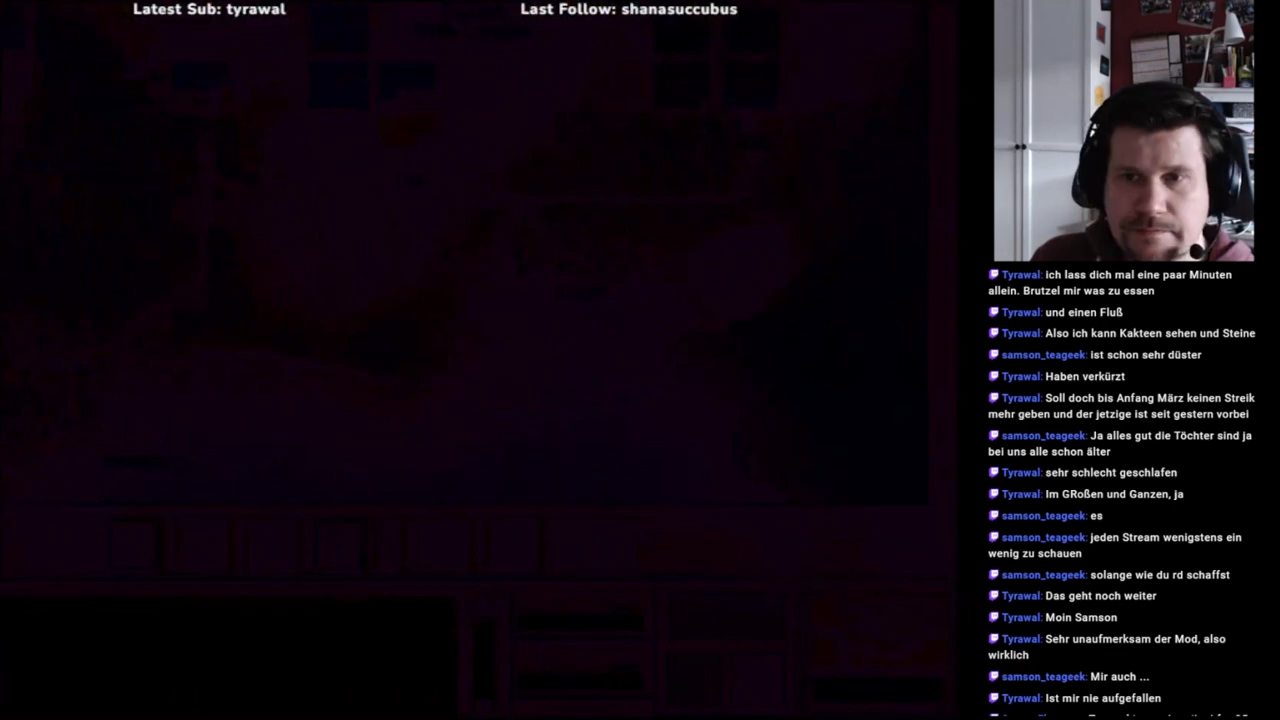 Latest Sub: tyrawal
Last Follow: shanasuccubus
Tyrawal: ich lass dich mal eine paar Minuten
allein. Brutzel mir was zu essen
Tyrawal: und einen Fluß
Tyrawal: Also ich kann Kakteen sehen und Steine
samson_teageek: ist schon sehr düster
Tyrawal: Haben verkürzt
Tyrawal: Soll doch bis Anfang März keinen Streik
mehr geben und der jetzige ist seit gestern vorbei
samson_teageek: Ja alles gut die Töchter sind ja
bei uns alle schon älter
Tyrawal: sehr schlecht geschlafen
Tyrawal: Im GRoßen und Ganzen, ja
samson_teageek: es
samson_teageek: jeden Stream wenigstens ein
wenig zu schauen
samson_teageek: solange wie du rd schaffst
Tyrawal: Das geht noch weiter
Tyrawal: Moin Samson
Tyrawal: Sehr unaufmerksam der Mod, also
wirklich
samson_teageek: Mir auch ...
Tyrawal: Ist mir nie aufgefallen